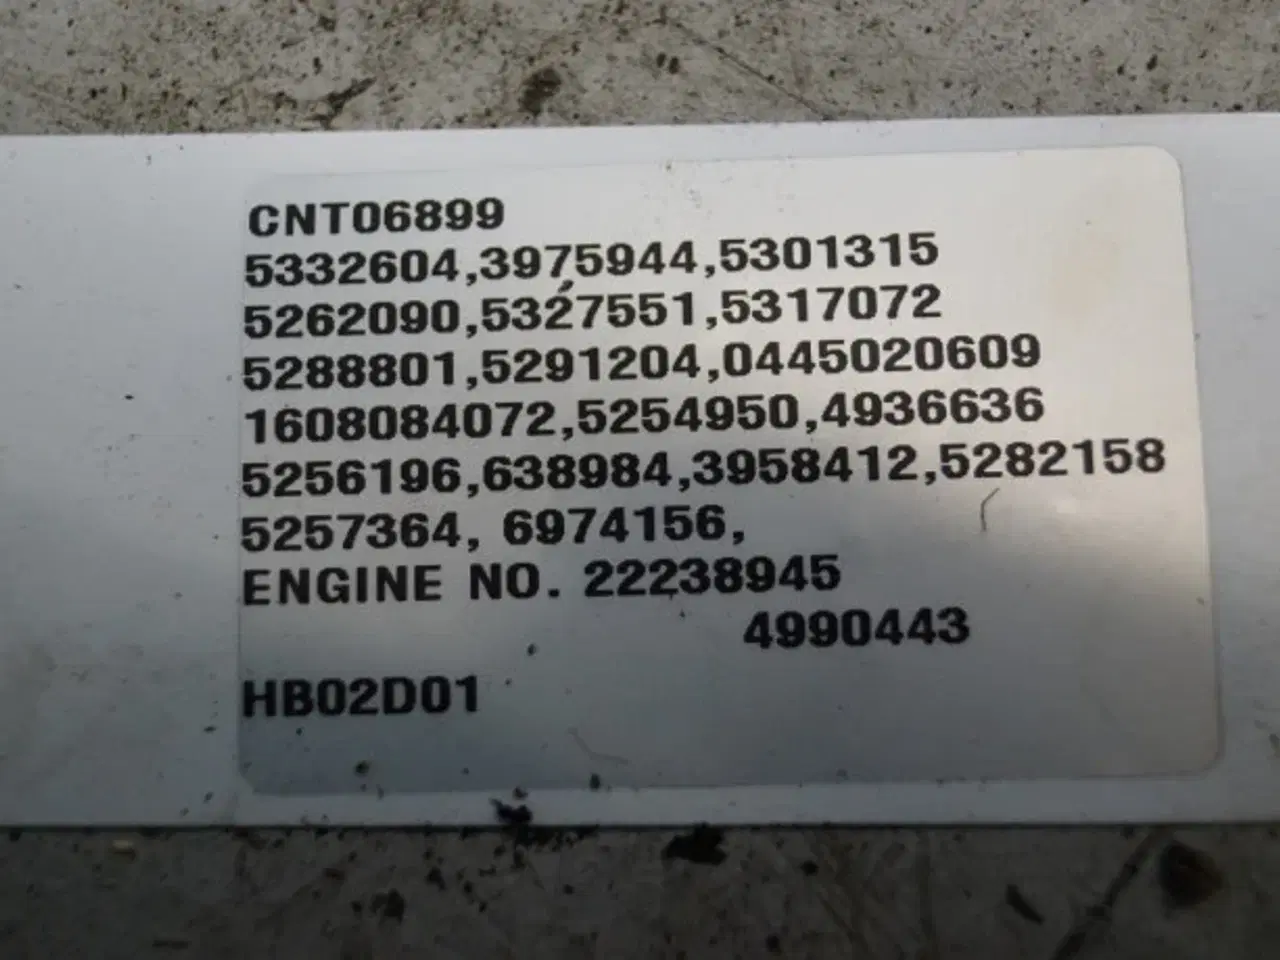 CNT06899
5332604,3975944,5301315
5262090,5327551,5317072
5288801,5291204,0445020609
1608084072,5254950,4936636
5256196,638984,3958412,5282158
5257364, 6974156,
ENGINE NO. 22238945
4990443
HB02D01